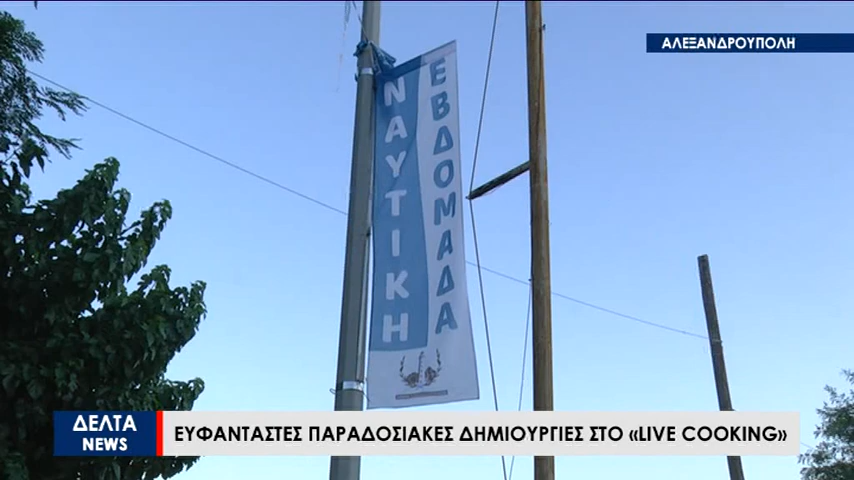 ΑΛΕΞΑΝΔΡΟΥΠΟΛΗ
ΝΑΥΤΙΚΗ
ΕΒΔΟΜΑΔΑ
ΔΕΛΤΑ
NEWS
ΕΥΦΑΝΤΑΣΤΕΣ ΠΑΡΑΔΟΣΙΑΚΕΣ ΔΗΜΙΟΥΡΓΙΕΣ ΣΤΟ «LIVE COOKING»